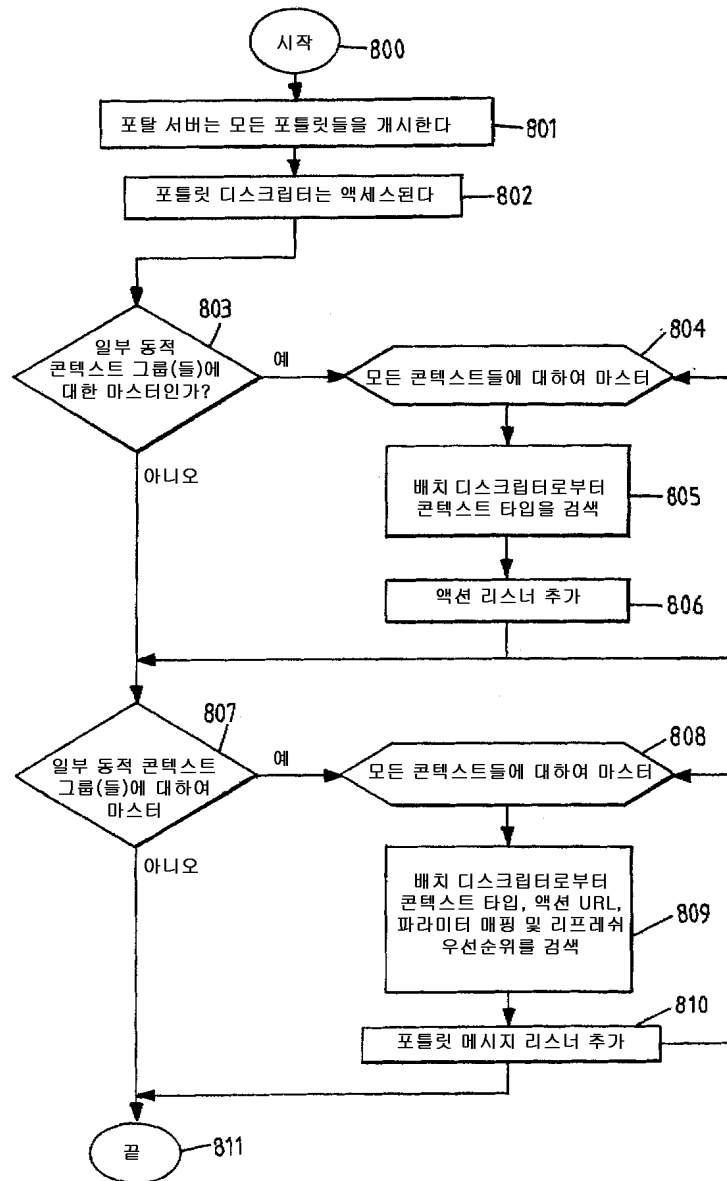 시작
800
포탈 서버는 모든 포틀릿들을 개시한다
801
포틀릿 디스크립터는 액세스된다
802
803
일부 동적
콘텍스트 그룹(들)에
대한 마스터인가?
예
804
모든 콘텍스트들에 대하여 마스터
아니오
배치 디스크립터로부터
콘텍스트 타입을 검색
805
액션 리스너 추가
806
807
일부 동적 콘텍스트
그룹(들)에 대하여
마스터
예
808
모든 콘텍스트들에 대하여 마스터
아니오
배치 디스크립터로부터
콘텍스트 타입, 액션 URL,
파라미터 매핑 및 리프레쉬
우선순위를 검색
809
810
포틀릿 메시지 리스너 추가
끝
811